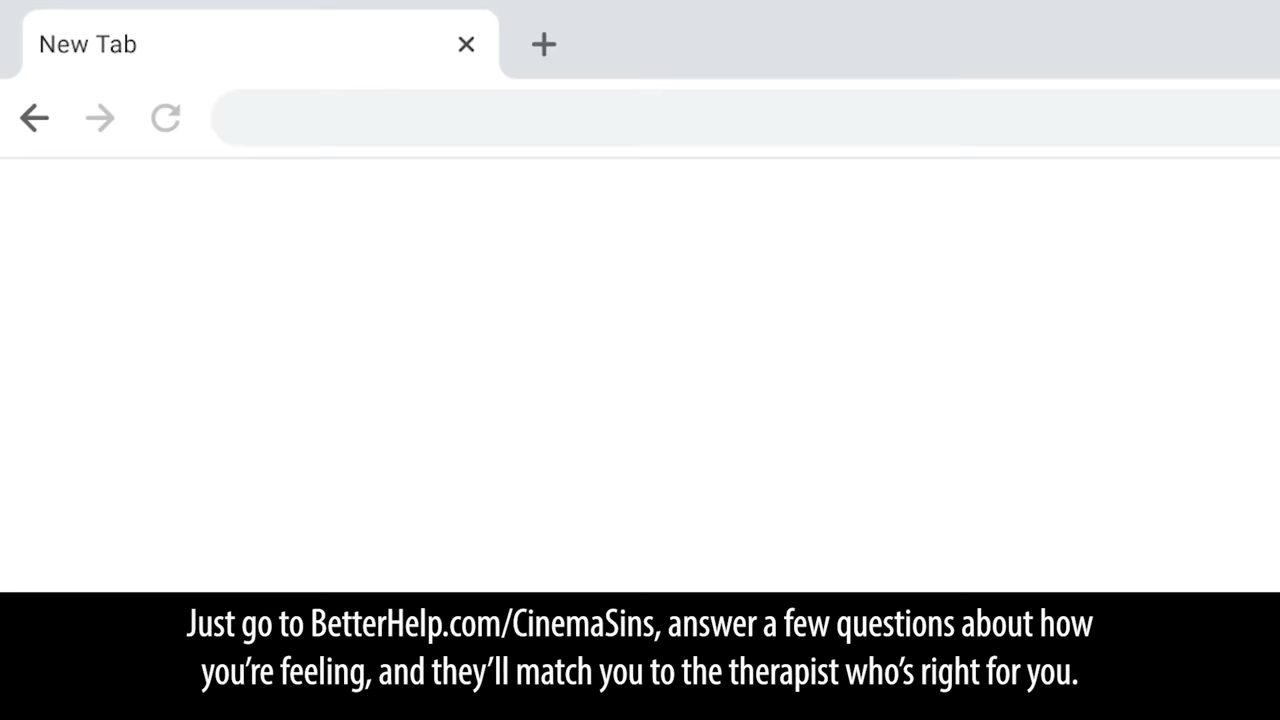 New Tab
Just go to BetterHelp.com/CinemaSins, answer a few questions about how
you’re feeling, and they’ll match you to the therapist who’s right for you.